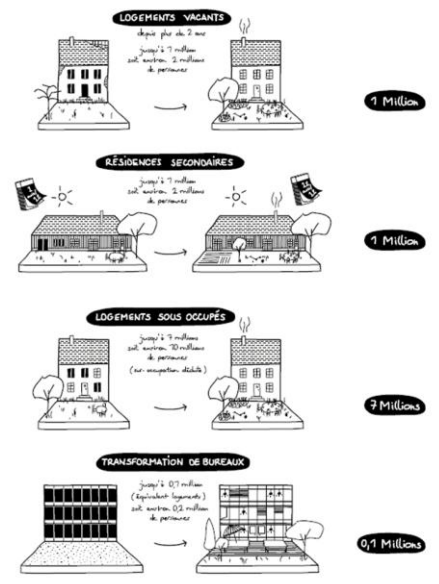 LOGEMENTS VACANTS
depuis plus de 2 ans
jusqu'à 1 million
soit environ 2 millions
de personnes
1 Million
RÉSIDENCES SECONDAIRES
jusqu'à 1 million
soit environ 2 millions
de personnes
1 Million
LOGEMENTS SOUS OCCUPÉS
jusqu'à 7 millions
soit environ 10 millions
de personnes
(sur-occupation déduite)
7 Millions
TRANSFORMATION DE BUREAUX
jusqu'à 0,1 million
(équivalent logements)
soit environ 0,2 million
de personnes
0,1 Millions